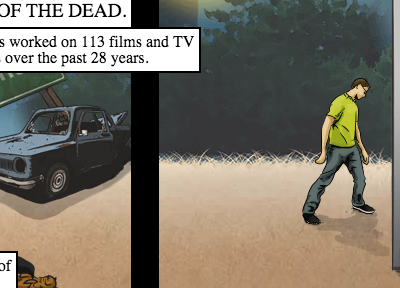 OF THE DEAD.
s worked on 113 films and TV
over the past 28 years.
of